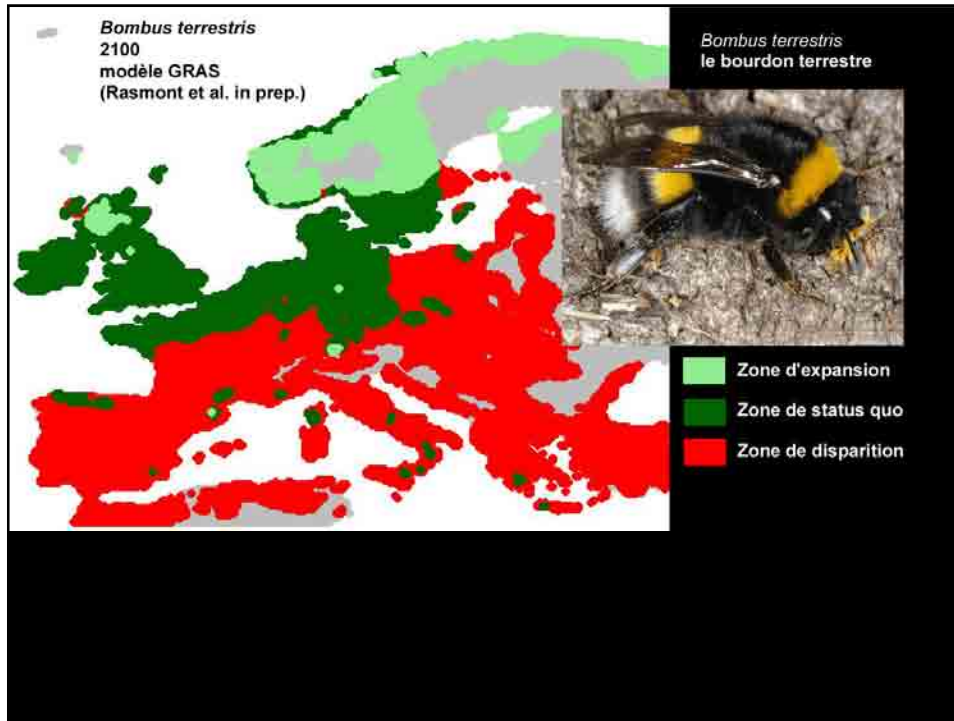 Bombus terrestris
2100
modèle GRAS
(Rasmont et al. in prep.)
Bombus terrestris
le bourdon terrestre
Zone d'expansion
Zone de status quo
Zone de disparition